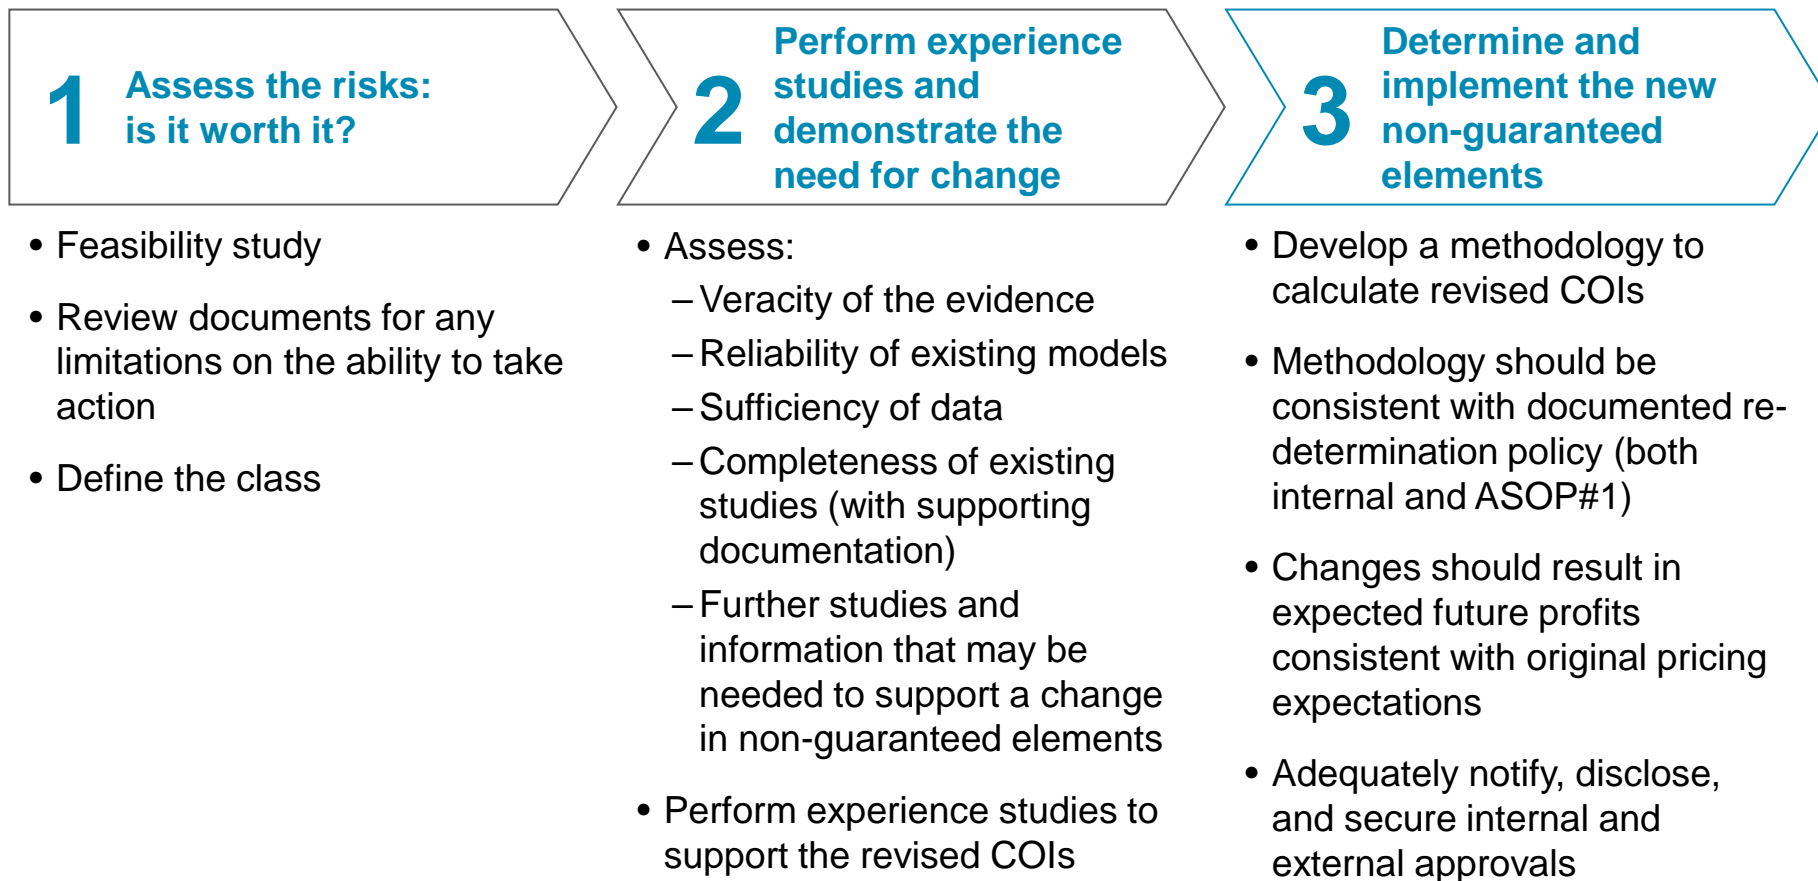 1
Assess the risks:
is it worth it?
• Feasibility study
• Review documents for any
limitations on the ability to take
action
• Define the class
2
Perform experience
studies and
demonstrate the
need for change
• Assess:
– Veracity of the evidence
– Reliability of existing models
– Sufficiency of data
– Completeness of existing
studies (with supporting
documentation)
– Further studies and
information that may be
needed to support a change
in non-guaranteed elements
• Perform experience studies to
support the revised COIs
3
Determine and
implement the new
non-guaranteed
elements
• Develop a methodology to
calculate revised COIs
• Methodology should be
consistent with documented re-
determination policy (both
internal and ASOP#1)
• Changes should result in
expected future profits
consistent with original pricing
expectations
• Adequately notify, disclose,
and secure internal and
external approvals